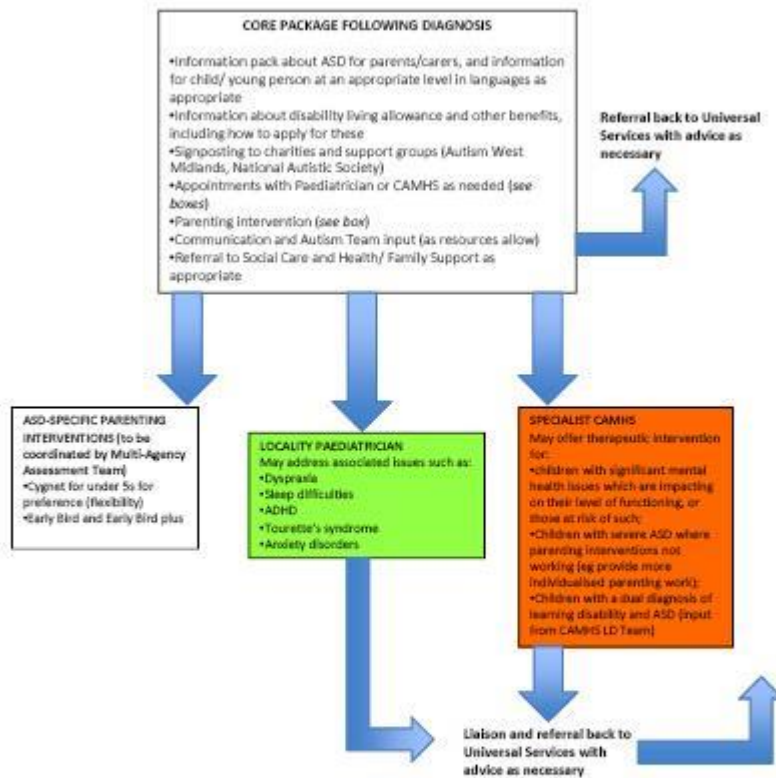 CORE PACKAGE FOLLOWING DIAGNOSIS
•Information pack about ASD for parents/carers, and information
for child/ young person at an appropriate level in languages as
appropriate
•Information about disability living allowance and other benefits,
including how to apply for these
•Signposting to charities and support groups (Autism West
Midlands, National Autistic Society)
•Appointments with Paediatrician or CAMHS as needed (see
boxes)
•Parenting intervention (see box)
•Communication and Autism Team input (as resources allow)
•Referral to Social Care and Health/ Family Support as
appropriate
Referral back to Universal
Services with advice as
necessary
ASD-SPECIFIC PARENTING
INTERVENTIONS (to be
coordinated by Multi-Agency
Assessment Team)
•Cygnet for under 5s for
preference (flexibility)
•Early Bird and Early Bird plus
LOCALITY PAEDIATRICIAN
May address associated issues such as:
•Dyspraxia
•Sleep difficulties
•ADHD
•Tourette's syndrome
•Anxiety disorders
SPECIALIST CAMHS
May offer therapeutic intervention
for:
•children with significant mental
health issues which are impacting
on their level of functioning, or
those at risk of such;
•Children with severe ASD where
parenting interventions not
working (eg provide more
individualised parenting work);
•Children with a dual diagnosis of
learning disability and ASD (input
from CAMHS LD Team)
Liaison and referral back to
Universal Services with
advice as necessary